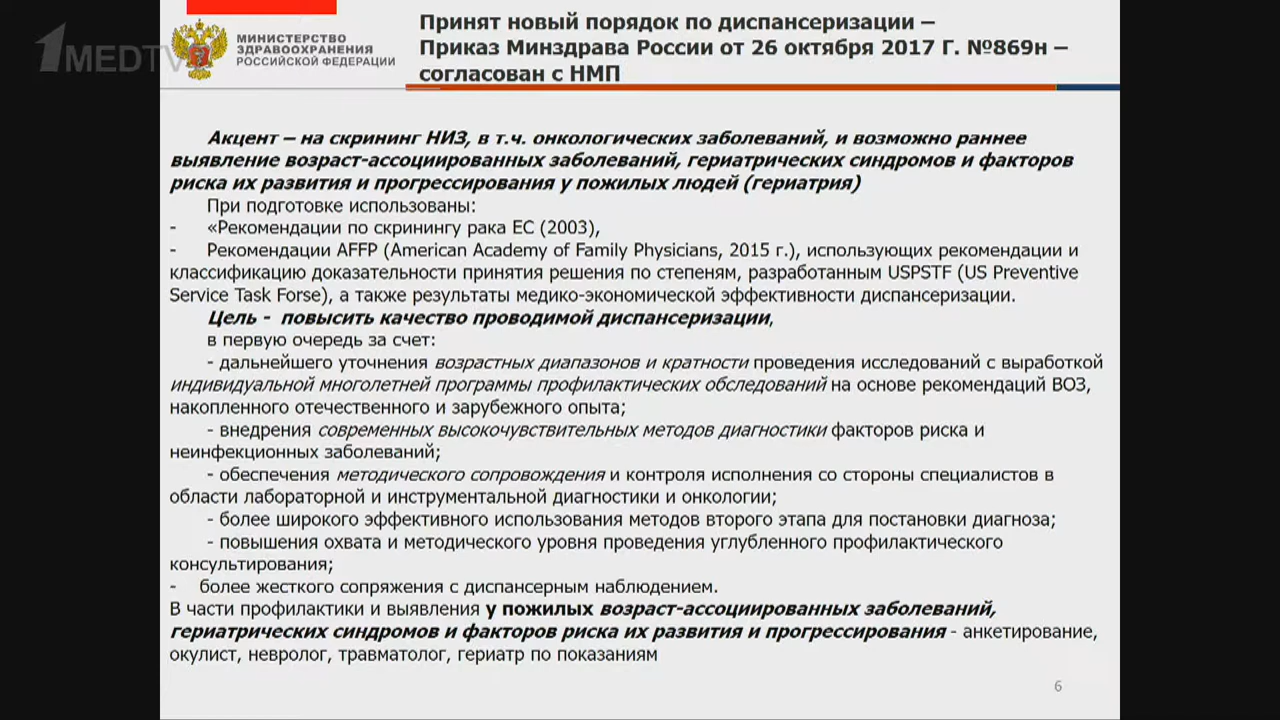 1MEDTV
МИНИСТЕРСТВО
ЗДРАВООХРАНЕНИЯ
РОССИЙСКОЙ ФЕДЕРАЦИИ
Принят новый порядок по диспансеризации –
Приказ Минздрава России от 26 октября 2017 Г. №869н –
согласован с НМП
Акцент – на скрининг НИЗ, в т.ч. онкологических заболеваний, и возможно раннее
выявление возраст-ассоциированных заболеваний, гериатрических синдромов и факторов
риска их развития и прогрессирования у пожилых людей (гериатрия)
При подготовке использованы:
- «Рекомендации по скринингу рака ЕС (2003),
- Рекомендации AFFP (American Academy of Family Physicians, 2015 г.), использующих рекомендации и
классификацию доказательности принятия решения по степеням, разработанным USPSTF (US Preventive
Service Task Forse), а также результаты медико-экономической эффективности диспансеризации.
Цель - повысить качество проводимой диспансеризации,
в первую очередь за счет:
- дальнейшего уточнения возрастных диапазонов и кратности проведения исследований с выработкой
индивидуальной многолетней программы профилактических обследований на основе рекомендаций ВОЗ,
накопленного отечественного и зарубежного опыта;
- внедрения современных высокочувствительных методов диагностики факторов риска и
неинфекционных заболеваний;
- обеспечения методического сопровождения и контроля исполнения со стороны специалистов в
области лабораторной и инструментальной диагностики и онкологии;
- более широкого эффективного использования методов второго этапа для постановки диагноза;
- повышения охвата и методического уровня проведения углубленного профилактического
консультирования;
- более жесткого сопряжения с диспансерным наблюдением.
В части профилактики и выявления у пожилых возраст-ассоциированных заболеваний,
гериатрических синдромов и факторов риска их развития и прогрессирования - анкетирование,
окулист, невролог, травматолог, гериатр по показаниям
6